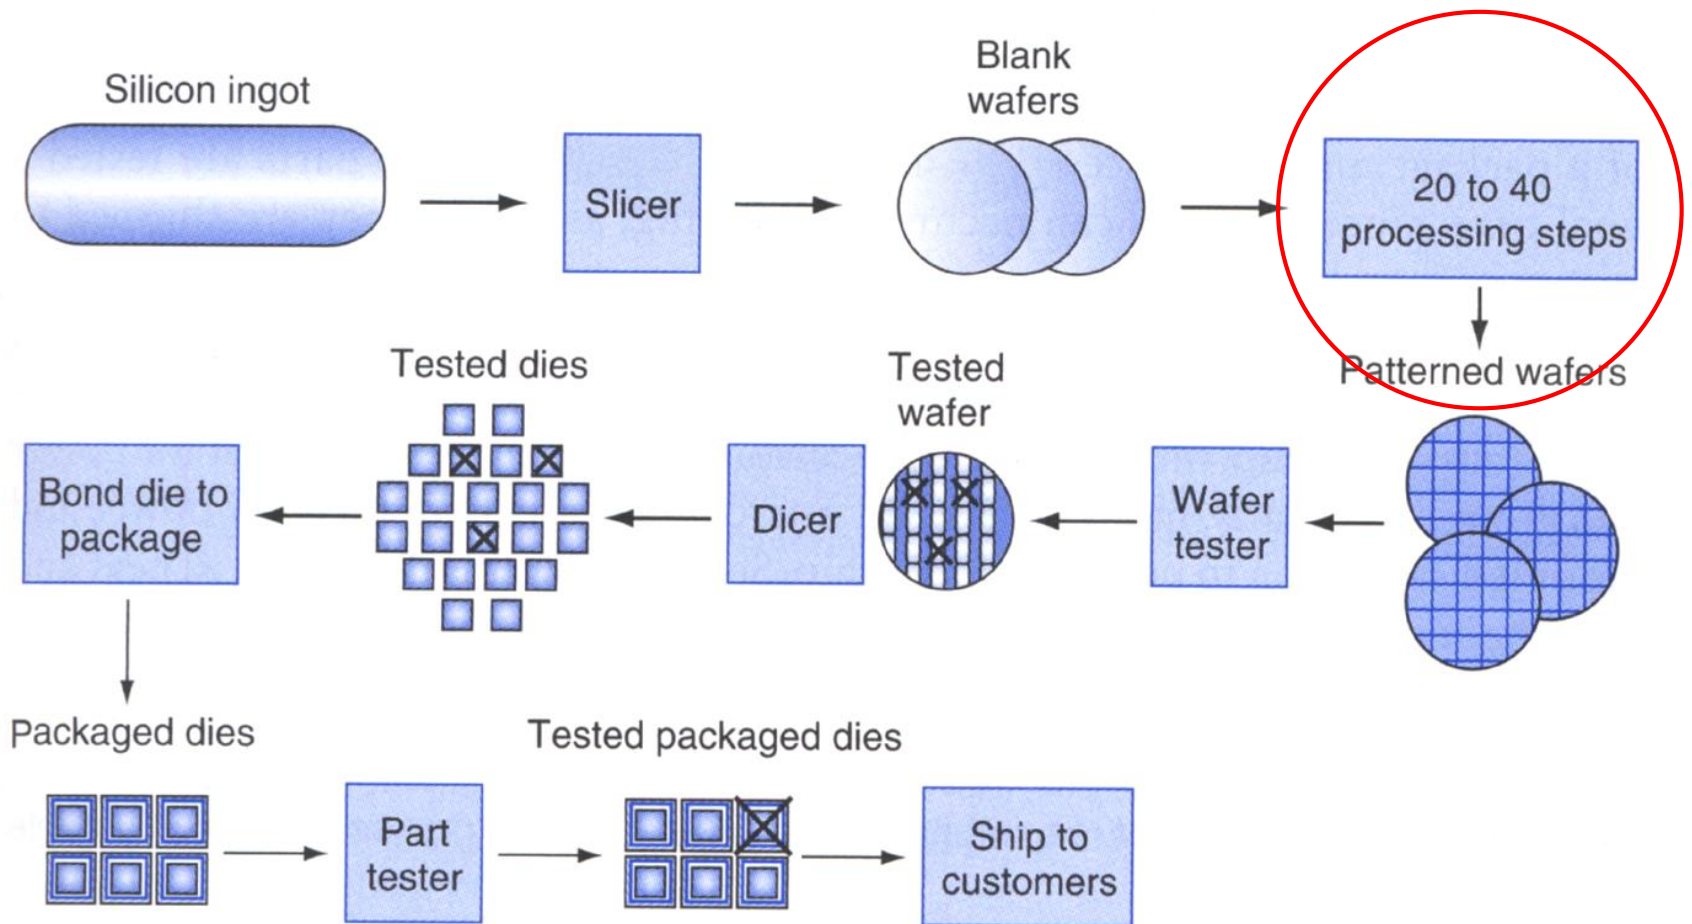 Silicon ingot
Slicer
Blank
wafers
20 to 40
processing steps
Patterned wafers
Wafer
tester
Tested
wafer
Dicer
Tested dies
Bond die to
package
Packaged dies
Part
tester
Tested packaged dies
Ship to
customers